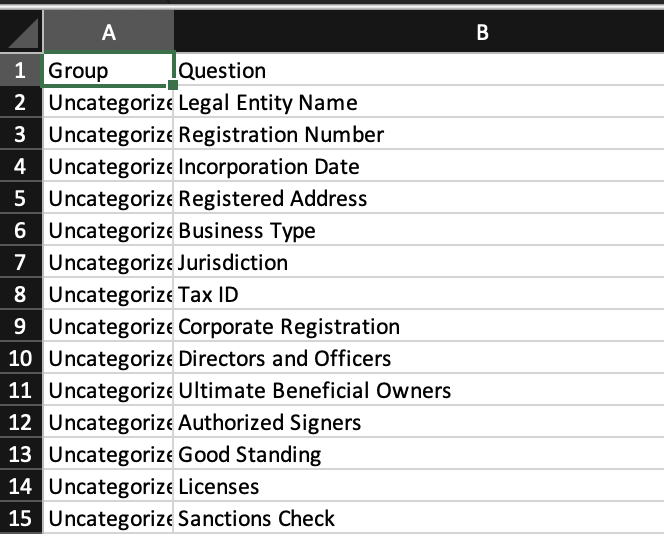 A B
1 Group Question
2 Uncategorize Legal Entity Name
3 Uncategorize Registration Number
4 Uncategorize Incorporation Date
5 Uncategorize Registered Address
6 Uncategorize Business Type
7 Uncategorize Jurisdiction
8 Uncategorize Tax ID
9 Uncategorize Corporate Registration
10 Uncategorize Directors and Officers
11 Uncategorize Ultimate Beneficial Owners
12 Uncategorize Authorized Signers
13 Uncategorize Good Standing
14 Uncategorize Licenses
15 Uncategorize Sanctions Check